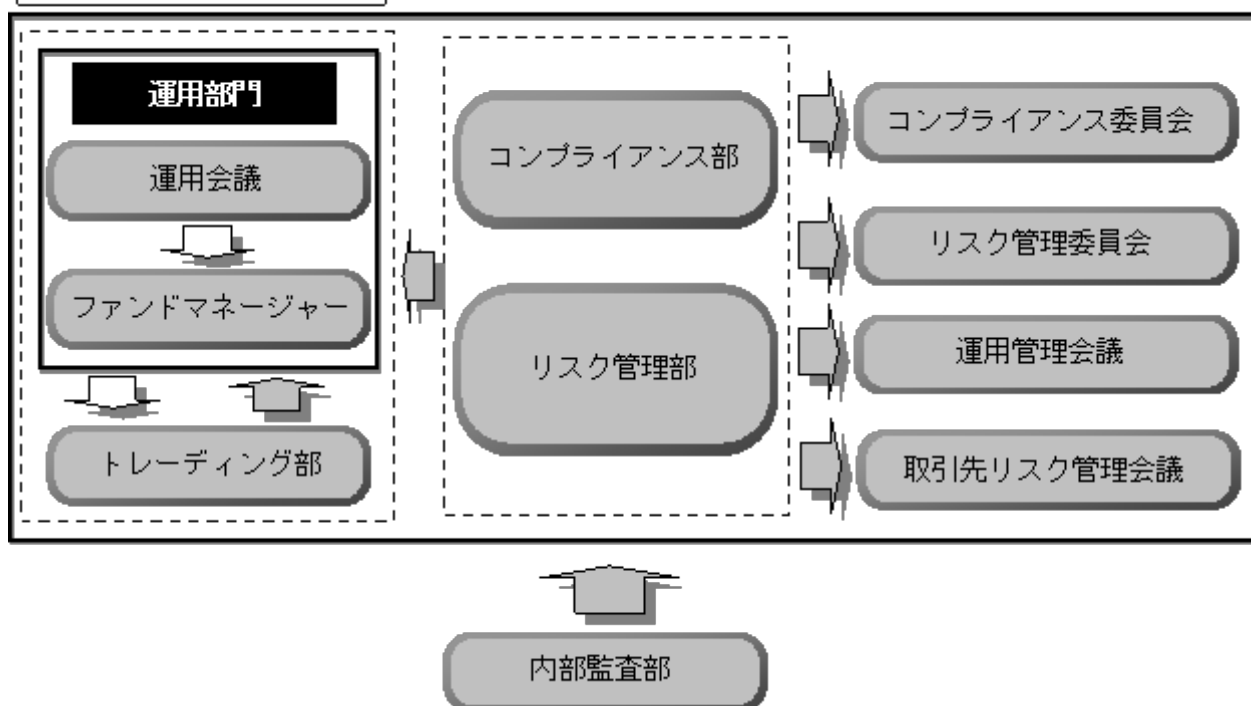 運用部門
運用会議
ファンドマネージャー
トレーディング部
コンプライアンス部
リスク管理部
コンプライアンス委員会
リスク管理委員会
運用管理会議
取引先リスク管理会議
内部監査部